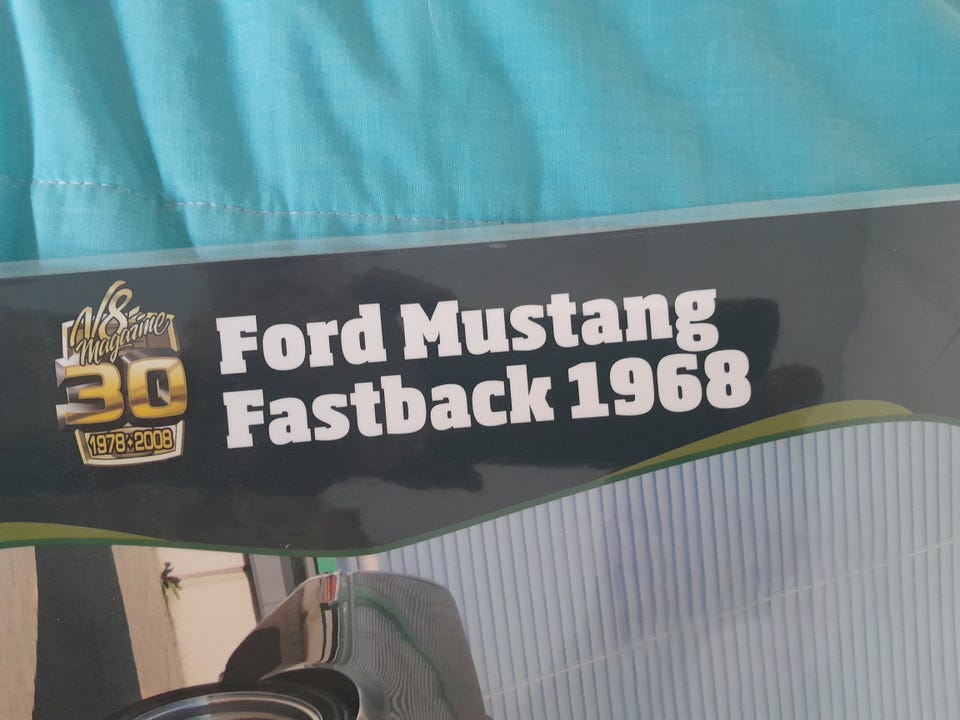 V8
Magazine
30
1978•2008
Ford Mustang
Fastback 1968